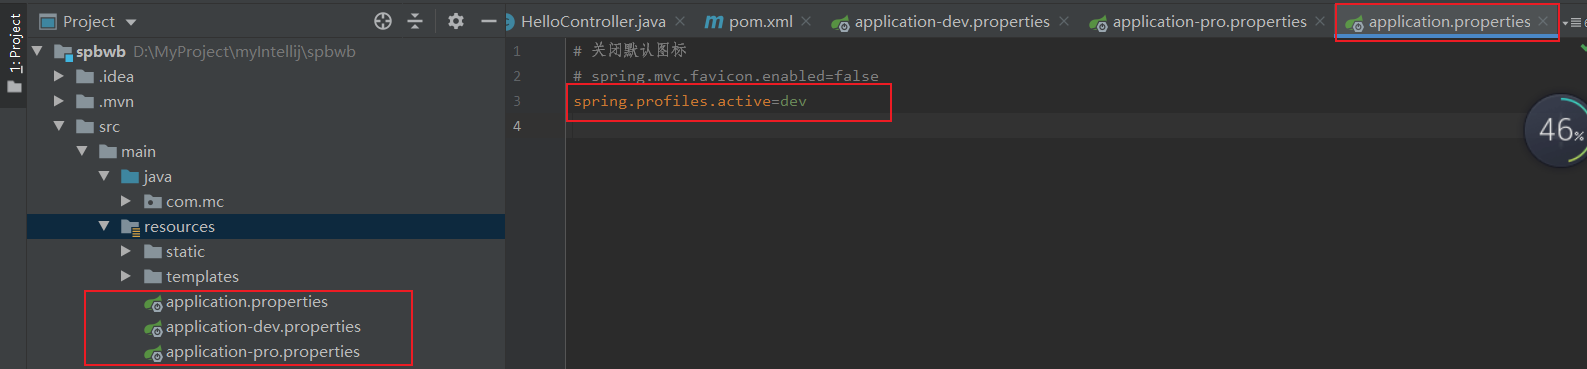 1: Project
Project
HelloController.java
pom.xml
application-dev.properties
application-pro.properties
application.properties
spbwb D:\MyProject\myIntellij\spbwb
.idea
.mvn
src
main
java
com.mc
resources
static
templates
application.properties
application-dev.properties
application-pro.properties
1 # 关闭默认图标
2 # spring.mvc.favicon.enabled=false
3 spring.profiles.active=dev
4
46%